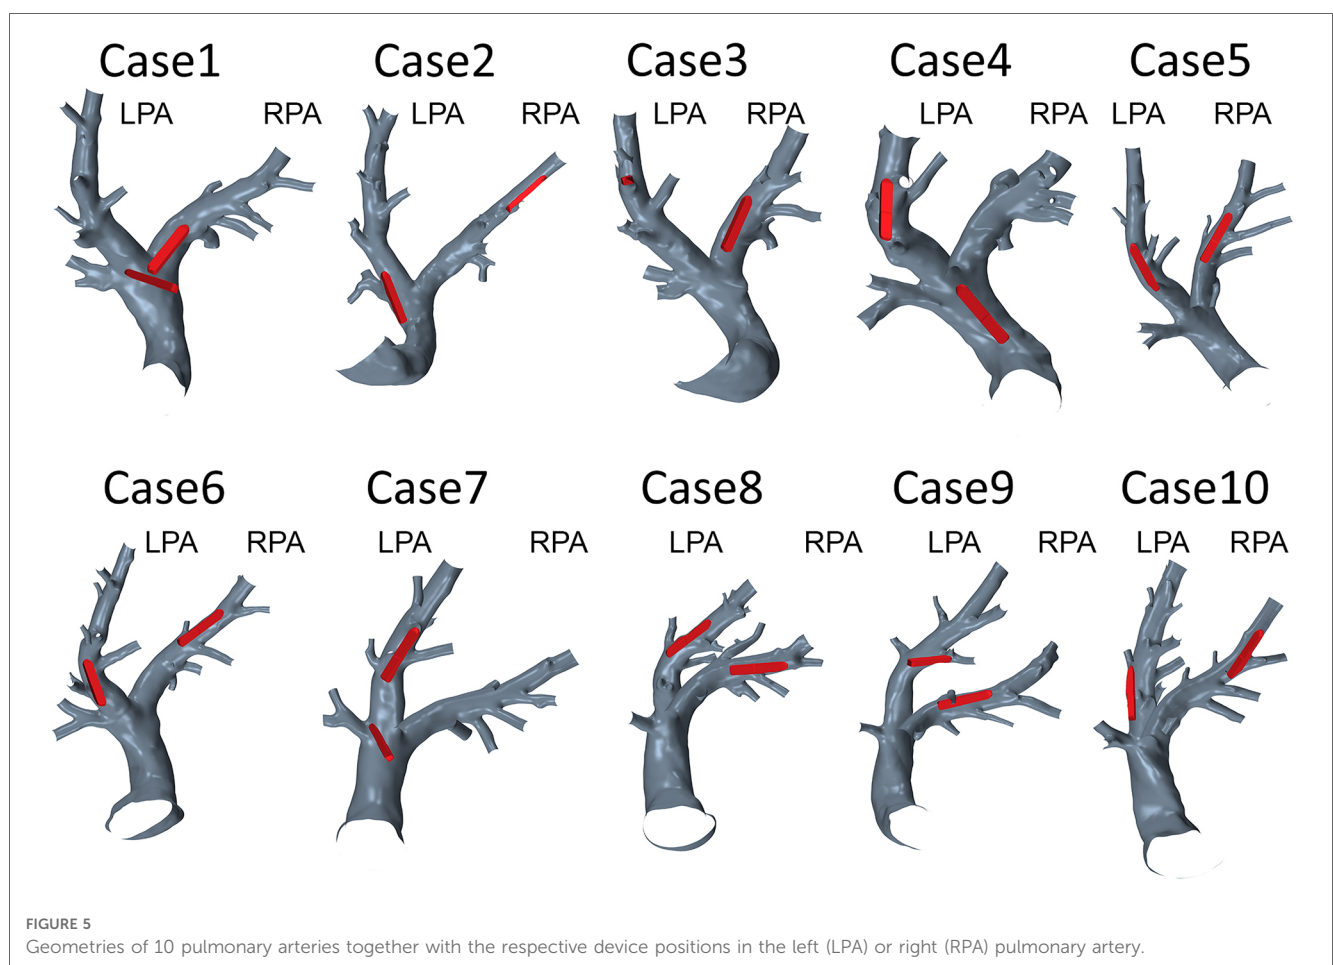 Case1 Case2 Case3 Case4 Case5
LPA RPA LPA RPA LPA RPA LPA RPA LPA RPA
Case6 Case7 Case8 Case9 Case10
LPA RPA LPA RPA LPA RPA LPA RPA LPA RPA
FIGURE 5
Geometries of 10 pulmonary arteries together with the respective device positions in the left (LPA) or right (RPA) pulmonary artery.